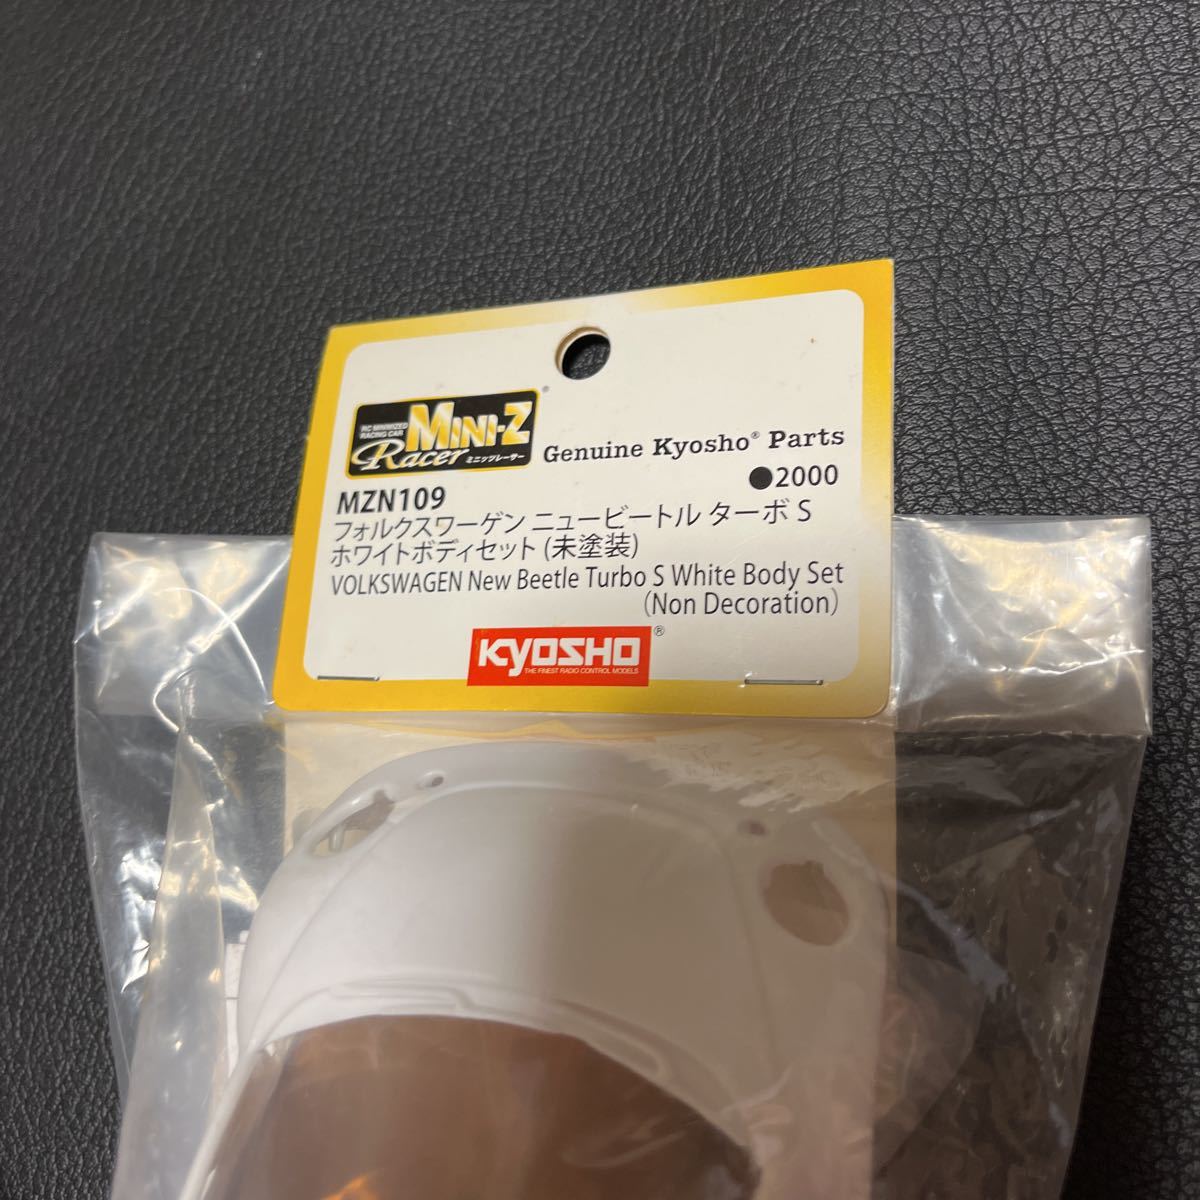 RC MINIMIZED
RACING CAR
MINI-Z®
Racer ミニッツレーサー
Genuine Kyosho® Parts
MZN109
●2000
フォルクスワーゲン ニュービートル ターボ S
ホワイトボディセット (未塗装)
VOLKSWAGEN New Beetle Turbo S White Body Set
(Non Decoration)
KYOSHO®
THE FINEST RADIO CONTROL MODELS